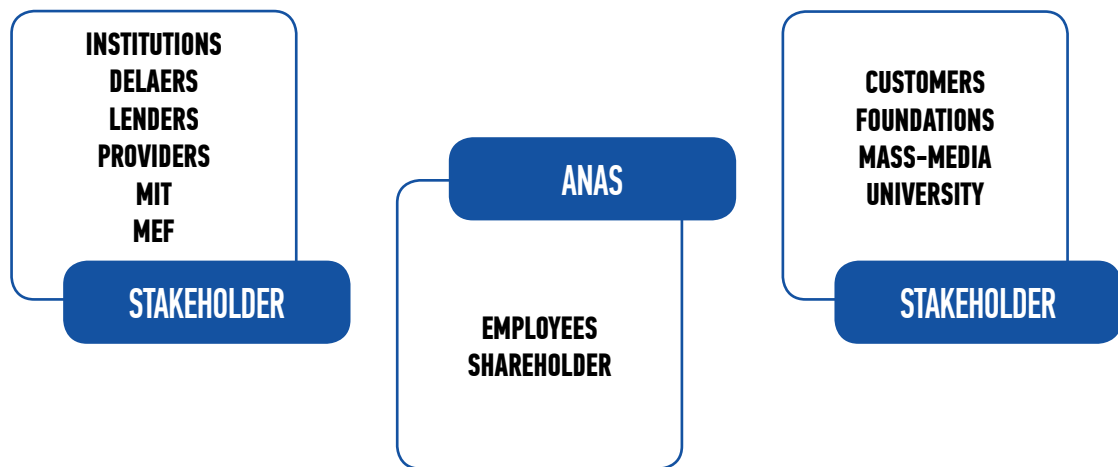 INSTITUTIONS
DELAERS
LENDERS
PROVIDERS
MIT
MEF
STAKEHOLDER
ANAS
EMPLOYEES
SHAREHOLDER
CUSTOMERS
FOUNDATIONS
MASS-MEDIA
UNIVERSITY
STAKEHOLDER